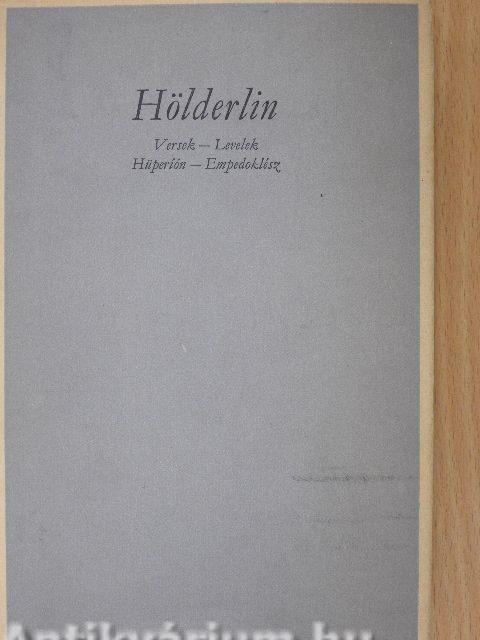 Hölderlin
Versek — Levelek
Hüperión — Empedoklész
Antikvárium.hu